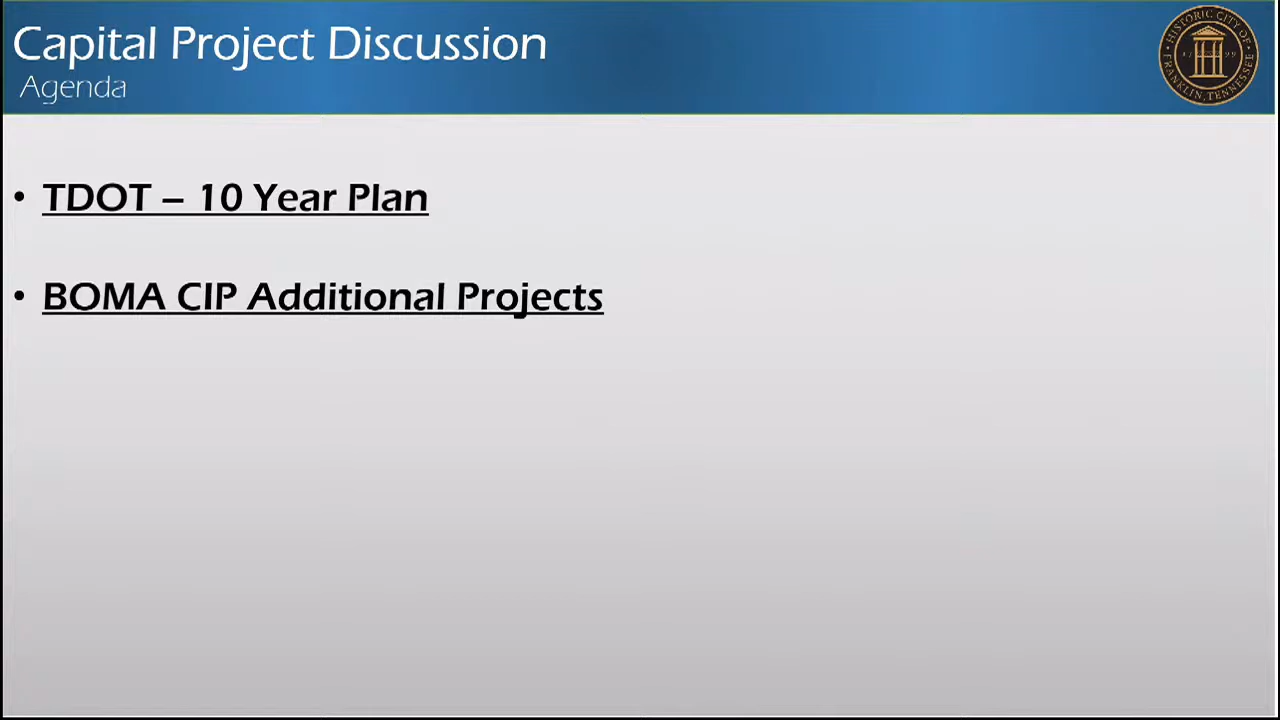 Capital Project Discussion
Agenda
HISTORIC CITY OF
FRANKLIN, TENNESSEE
• TDOT – 10 Year Plan
• BOMA CIP Additional Projects